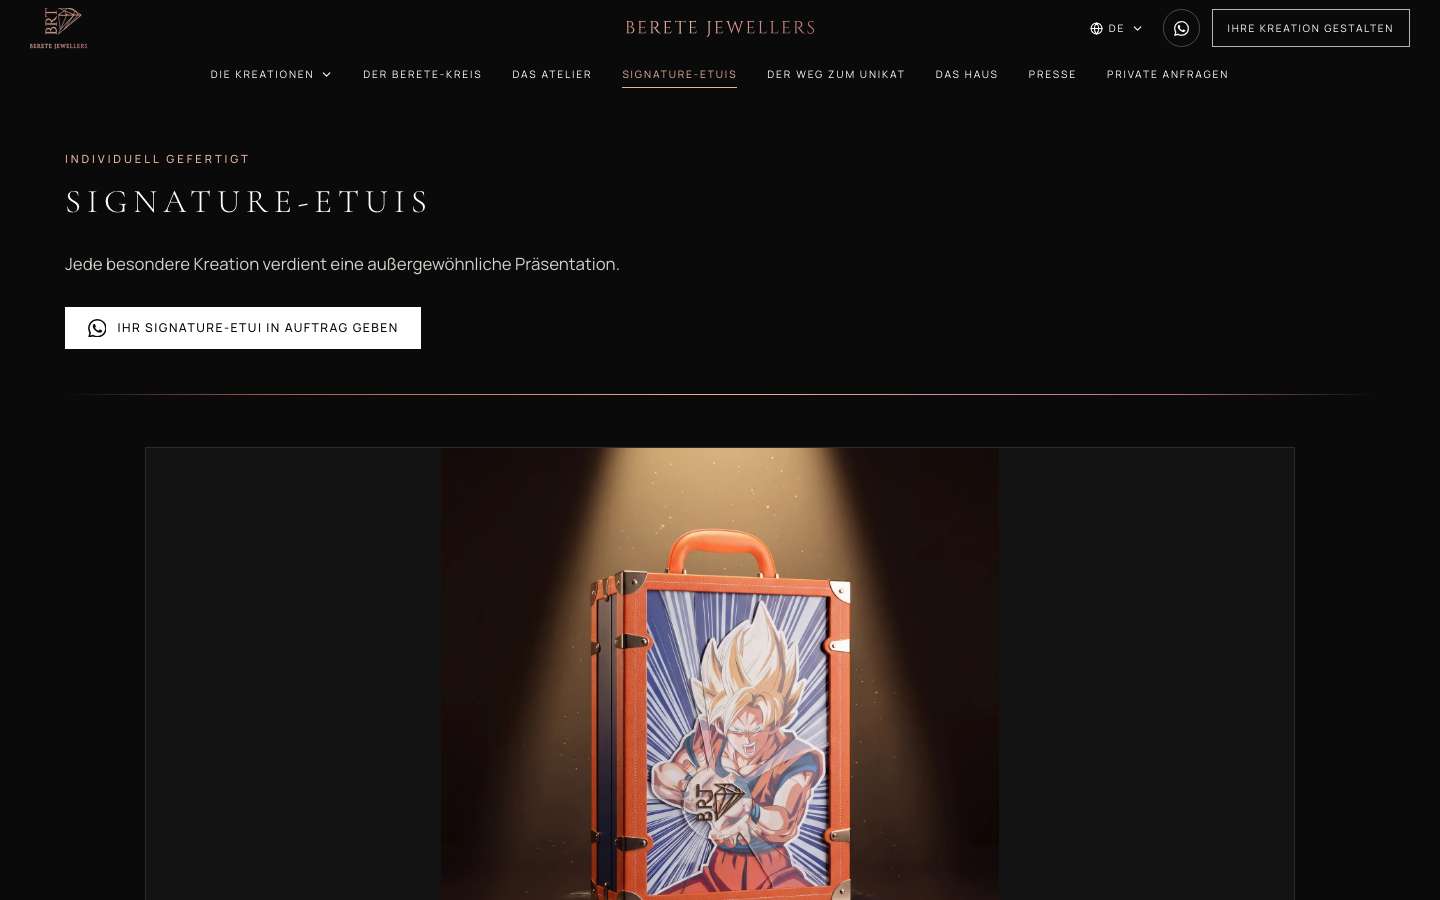 BRT
BERETE JEWELLERS
BERETE JEWELLERS
DE
IHRE KREATION GESTALTEN
DIE KREATIONEN
DER BERETE-KREIS
DAS ATELIER
SIGNATURE-ETUIS
DER WEG ZUM UNIKAT
DAS HAUS
PRESSE
PRIVATE ANFRAGEN
INDIVIDUELL GEFERTIGT
SIGNATURE-ETUIS
Jede besondere Kreation verdient eine außergewöhnliche Präsentation.
IHR SIGNATURE-ETUI IN AUFTRAG GEBEN
BRT